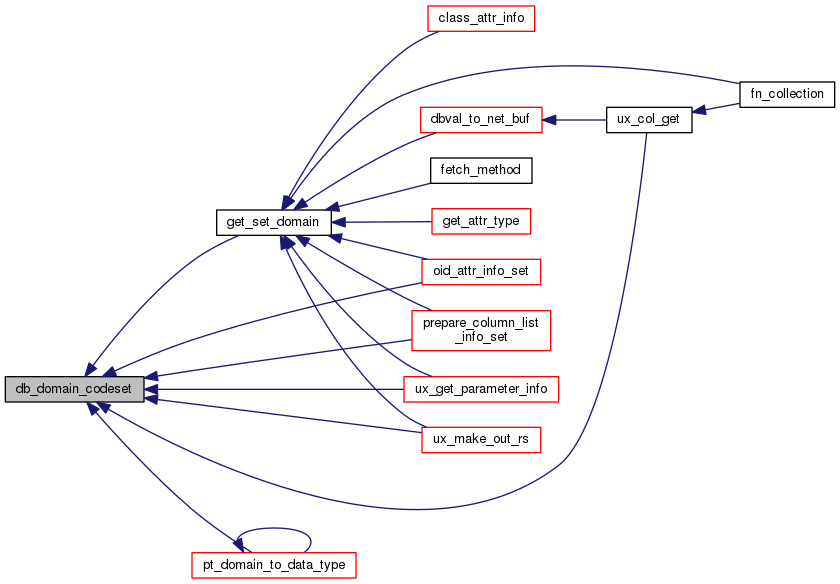 class_attr_info
fn_collection
dbval_to_net_buf
ux_col_get
fetch_method
get_set_domain
get_attr_type
oid_attr_info_set
prepare_column_list
_info_set
db_domain_codeset
ux_get_parameter_info
ux_make_out_rs
pt_domain_to_data_type